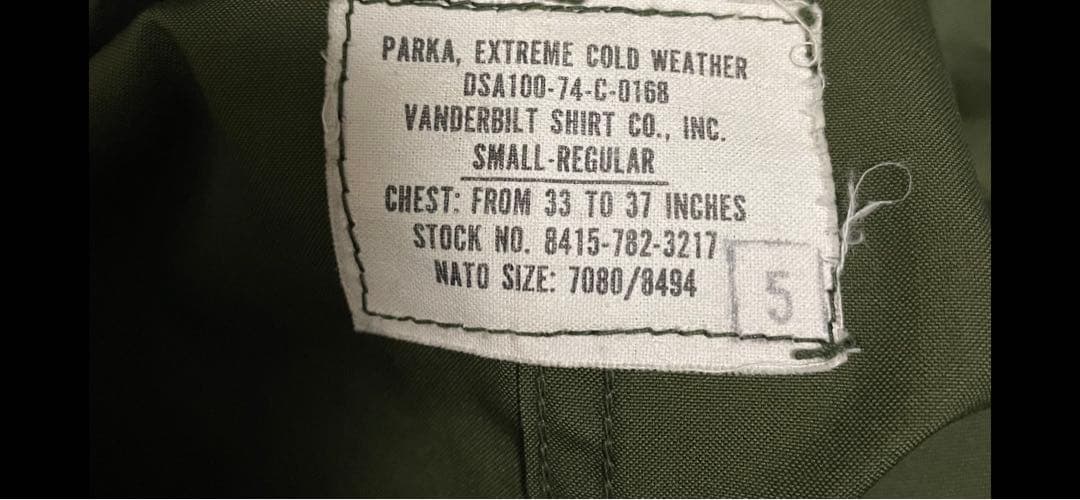 PARKA, EXTREME COLD WEATHER
DSA100-74-C-0168
VANDERBILT SHIRT CO., INC.
SMALL-REGULAR
CHEST: FROM 33 TO 37 INCHES
STOCK NO. 8415-782-3217
NATO SIZE: 7080/8494
5